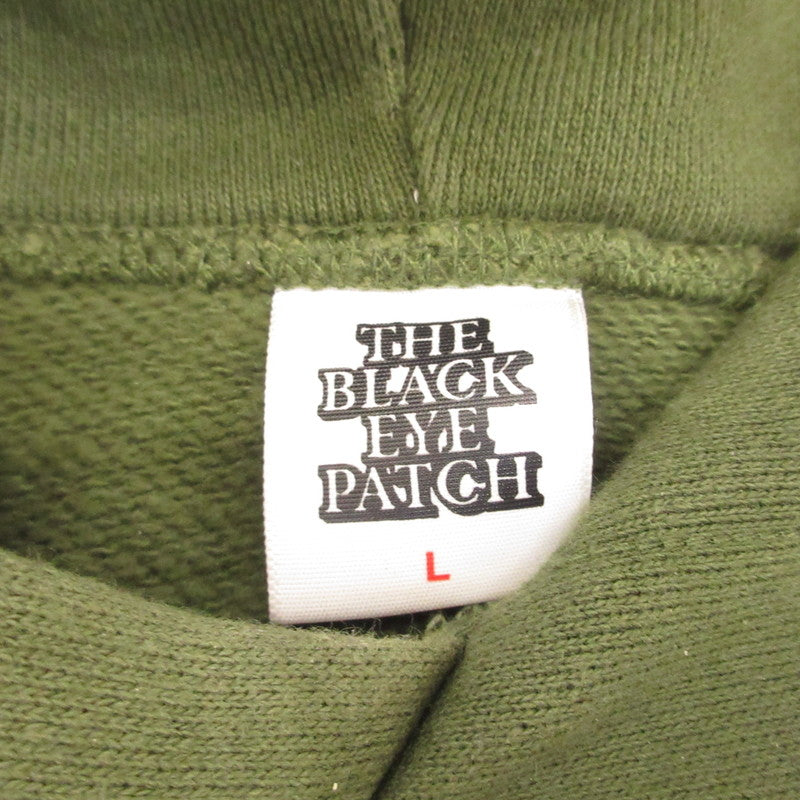 THE
BLACK
EYE
PATCH
L